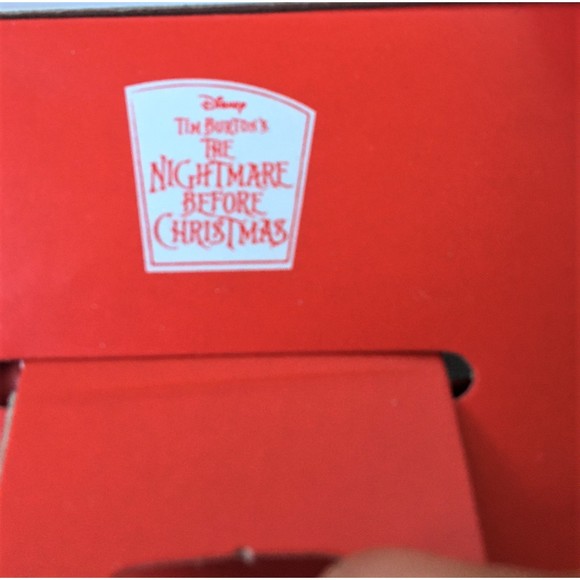 Disney
TIM BURTON'S
THE
NIGHTMARE
BEFORE
CHRISTMAS